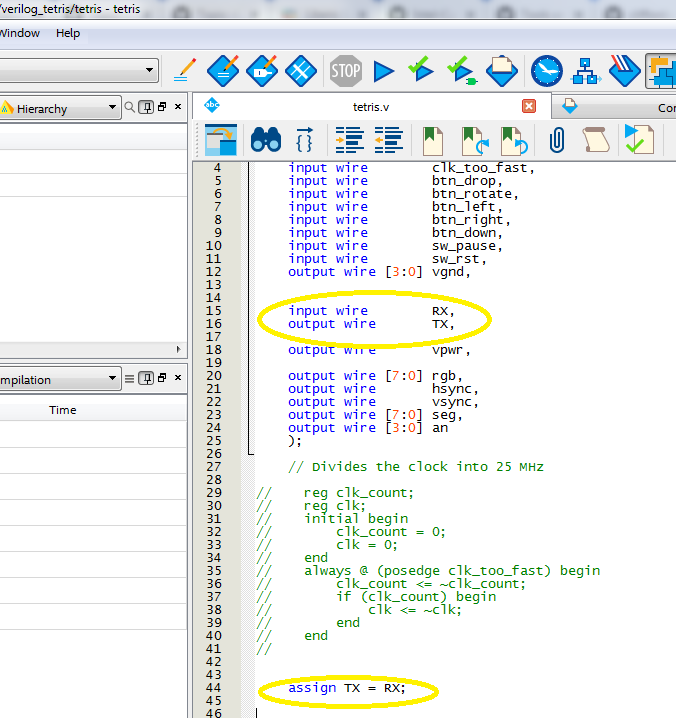 /verilog_tetris/tetris - tetris
Window Help
STOP
Hierarchy
abc
tetris.v
Con
4 input wire clk_too_fast,
5 input wire btn_drop,
6 input wire btn_rotate,
7 input wire btn_left,
8 input wire btn_right,
9 input wire btn_down,
10 input wire sw_pause,
11 input wire sw_rst,
12 output wire [3:0] vgnd,
13
14
15 input wire RX,
16 output wire TX,
17
18 output wire vpwr,
19
20 output wire [7:0] rgb,
21 output wire hsync,
22 output wire vsync,
23 output wire [7:0] seg,
24 output wire [3:0] an
25 );
26
27 // Divides the clock into 25 MHz
28
29 // reg clk_count;
30 // reg clk;
31 // initial begin
32 // clk_count = 0;
33 // clk = 0;
34 // end
35 // always @ (posedge clk_too_fast) begin
36 // clk_count <= ~clk_count;
37 // if (clk_count) begin
38 // clk <= ~clk;
39 // end
40 // end
41 //
42
43
44 assign TX = RX;
45
46
mpilation
Time